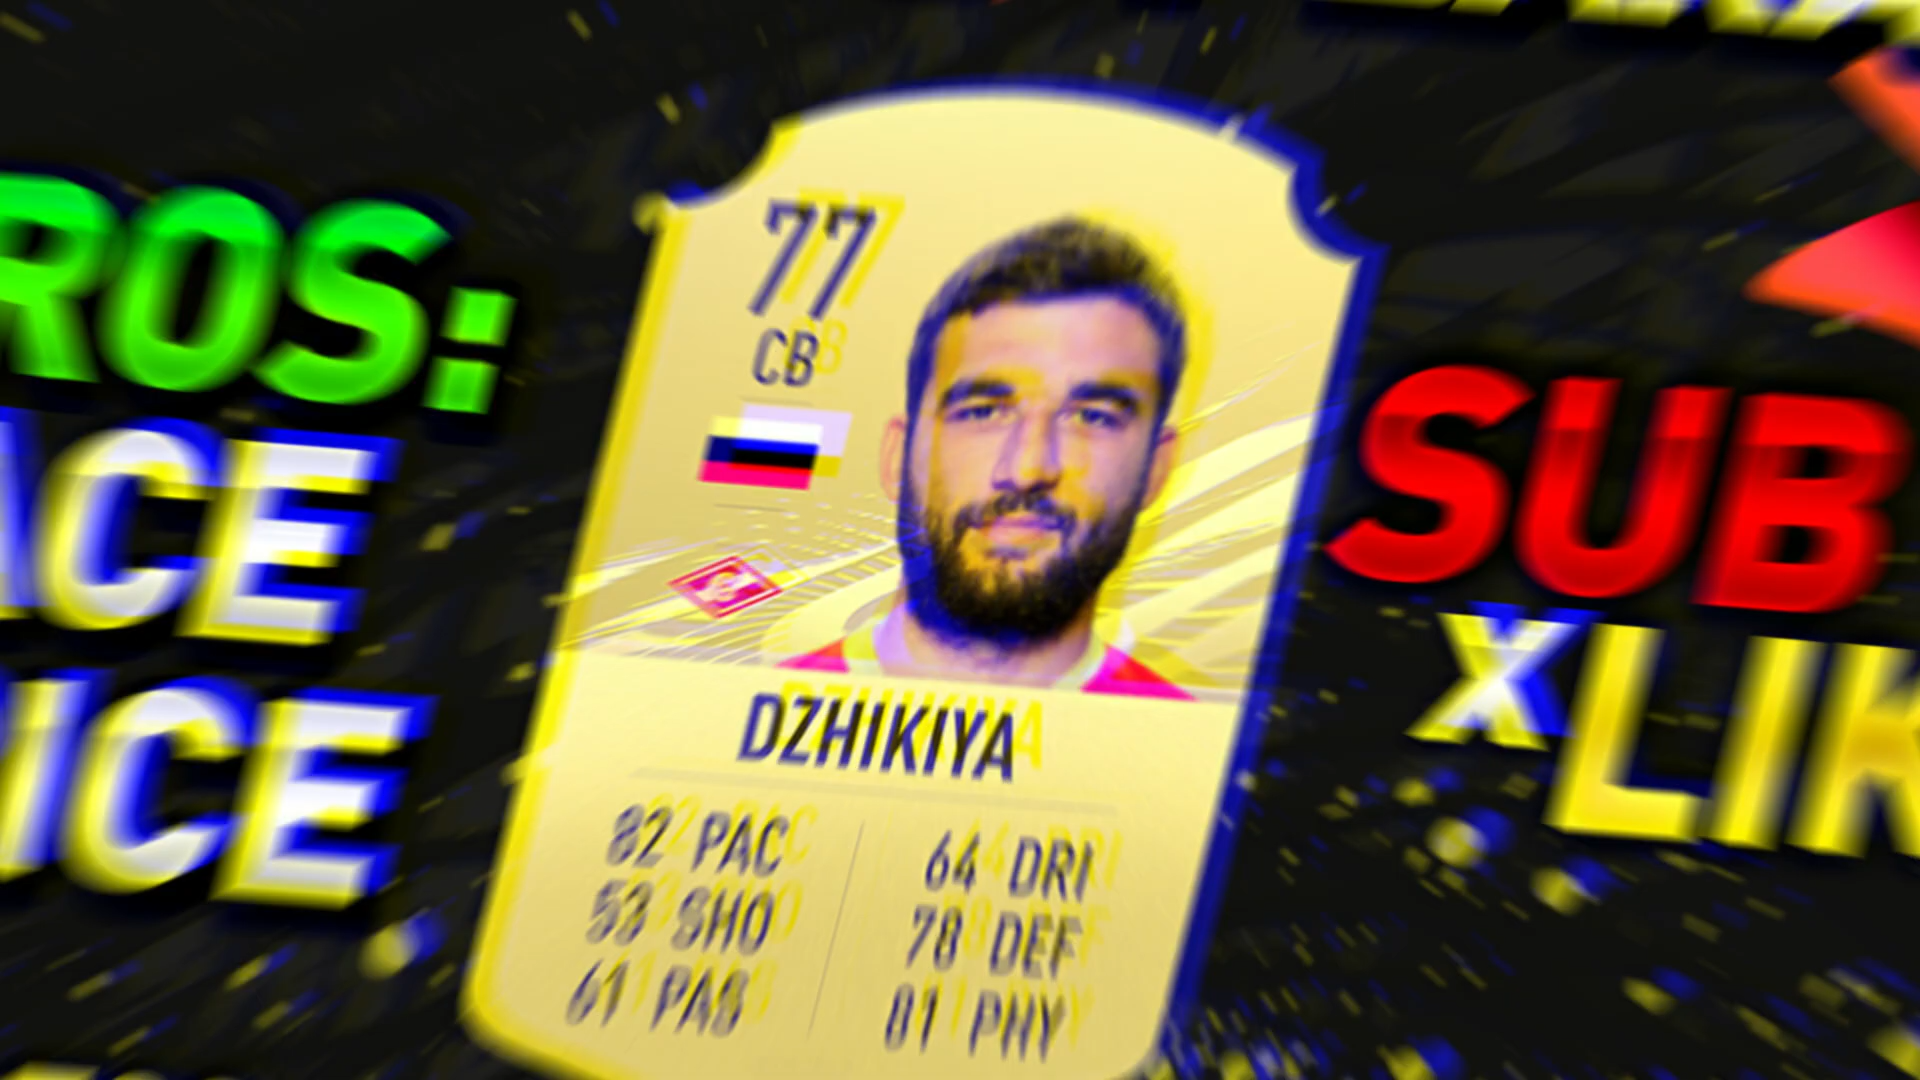 ROS:
ACE
ICE
77
CB
DZHIKIYA
82 PAC
53 SHO
61 PAS
64 DRI
78 DEF
81 PHY
SUB
X LIK